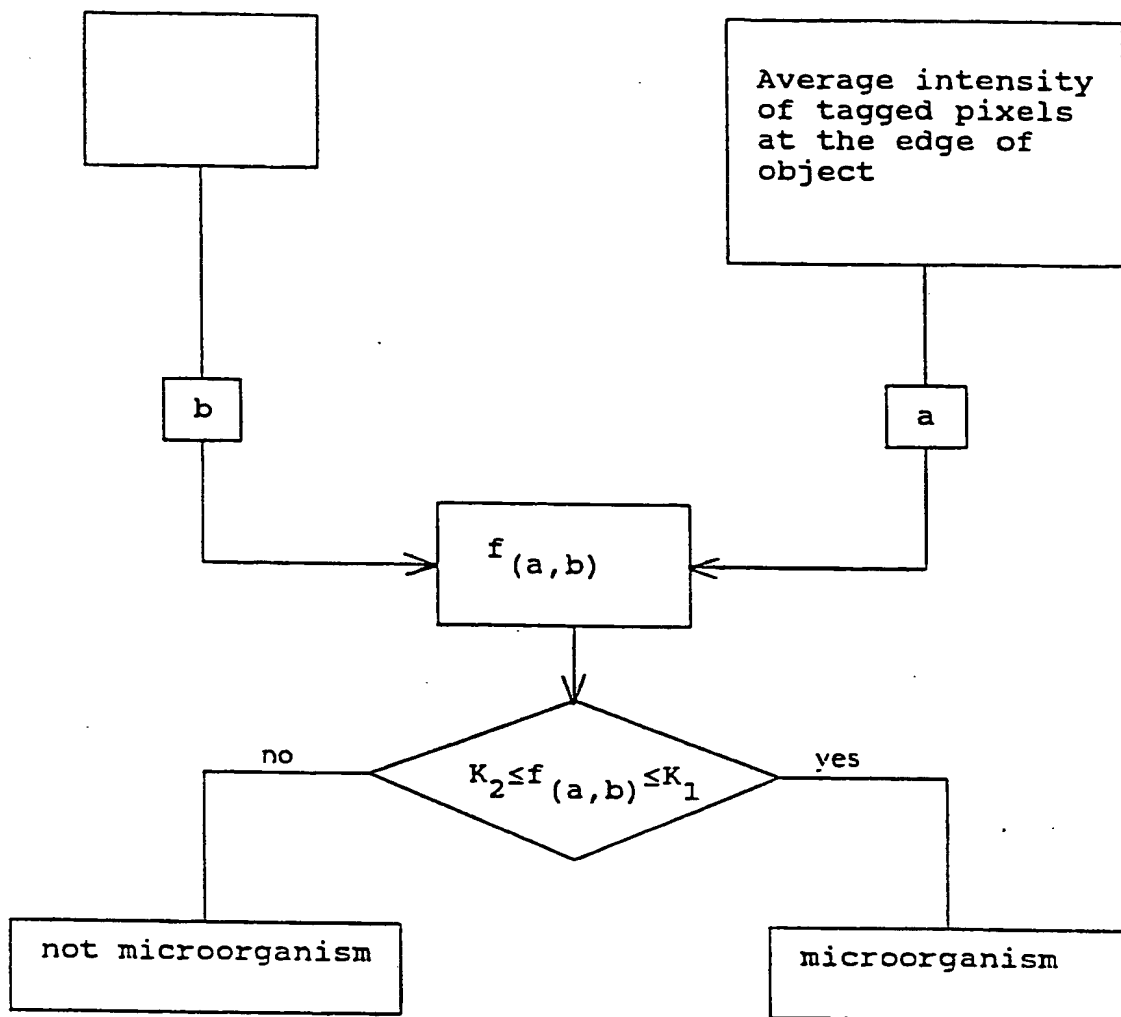 Average intensity
of tagged pixels
at the edge of
object
b
a
f(a,b)
no
K2≤f(a,b)≤K1
yes
not microorganism
microorganism